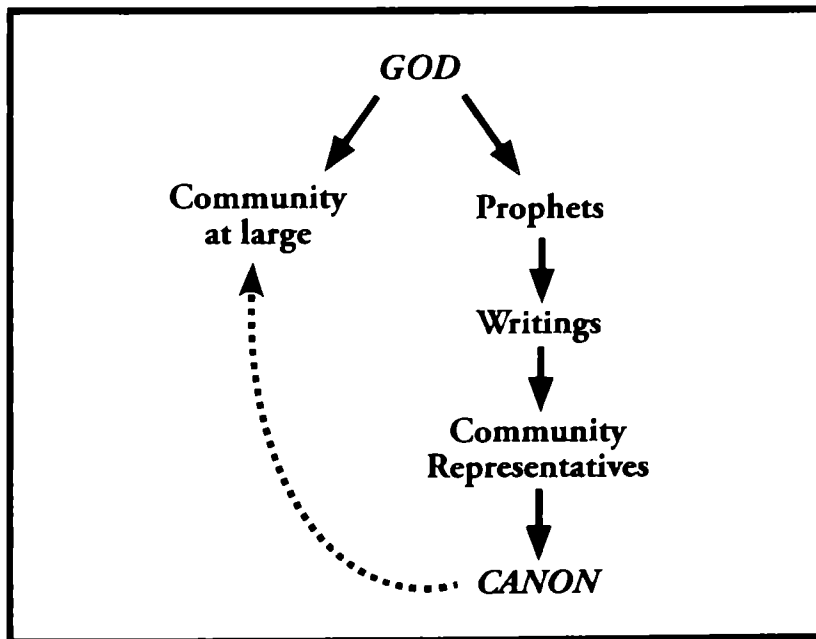 GOD
Community
at large
Prophets
Writings
Community
Representatives
CANON